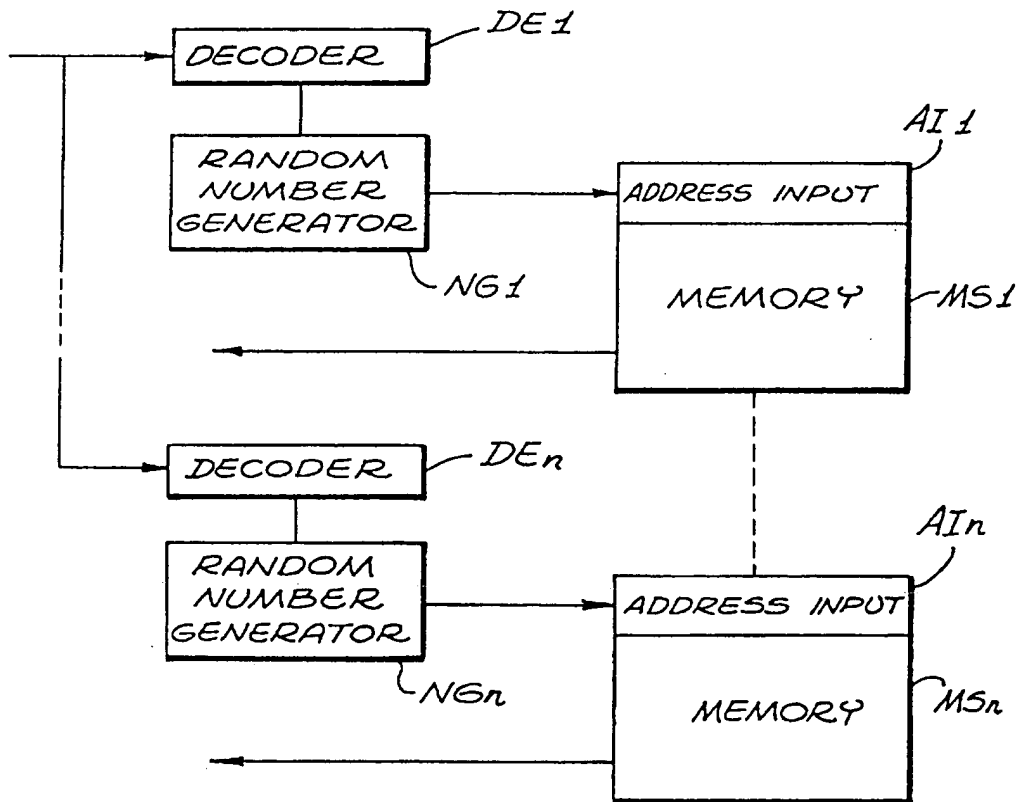 DE1
DECODER
AI1
RANDOM
NUMBER
GENERATOR
ADDRESS INPUT
NG1
MEMORY
MS1
DECODER
DEn
AIn
RANDOM
NUMBER
GENERATOR
ADDRESS INPUT
NGn
MEMORY
MSn